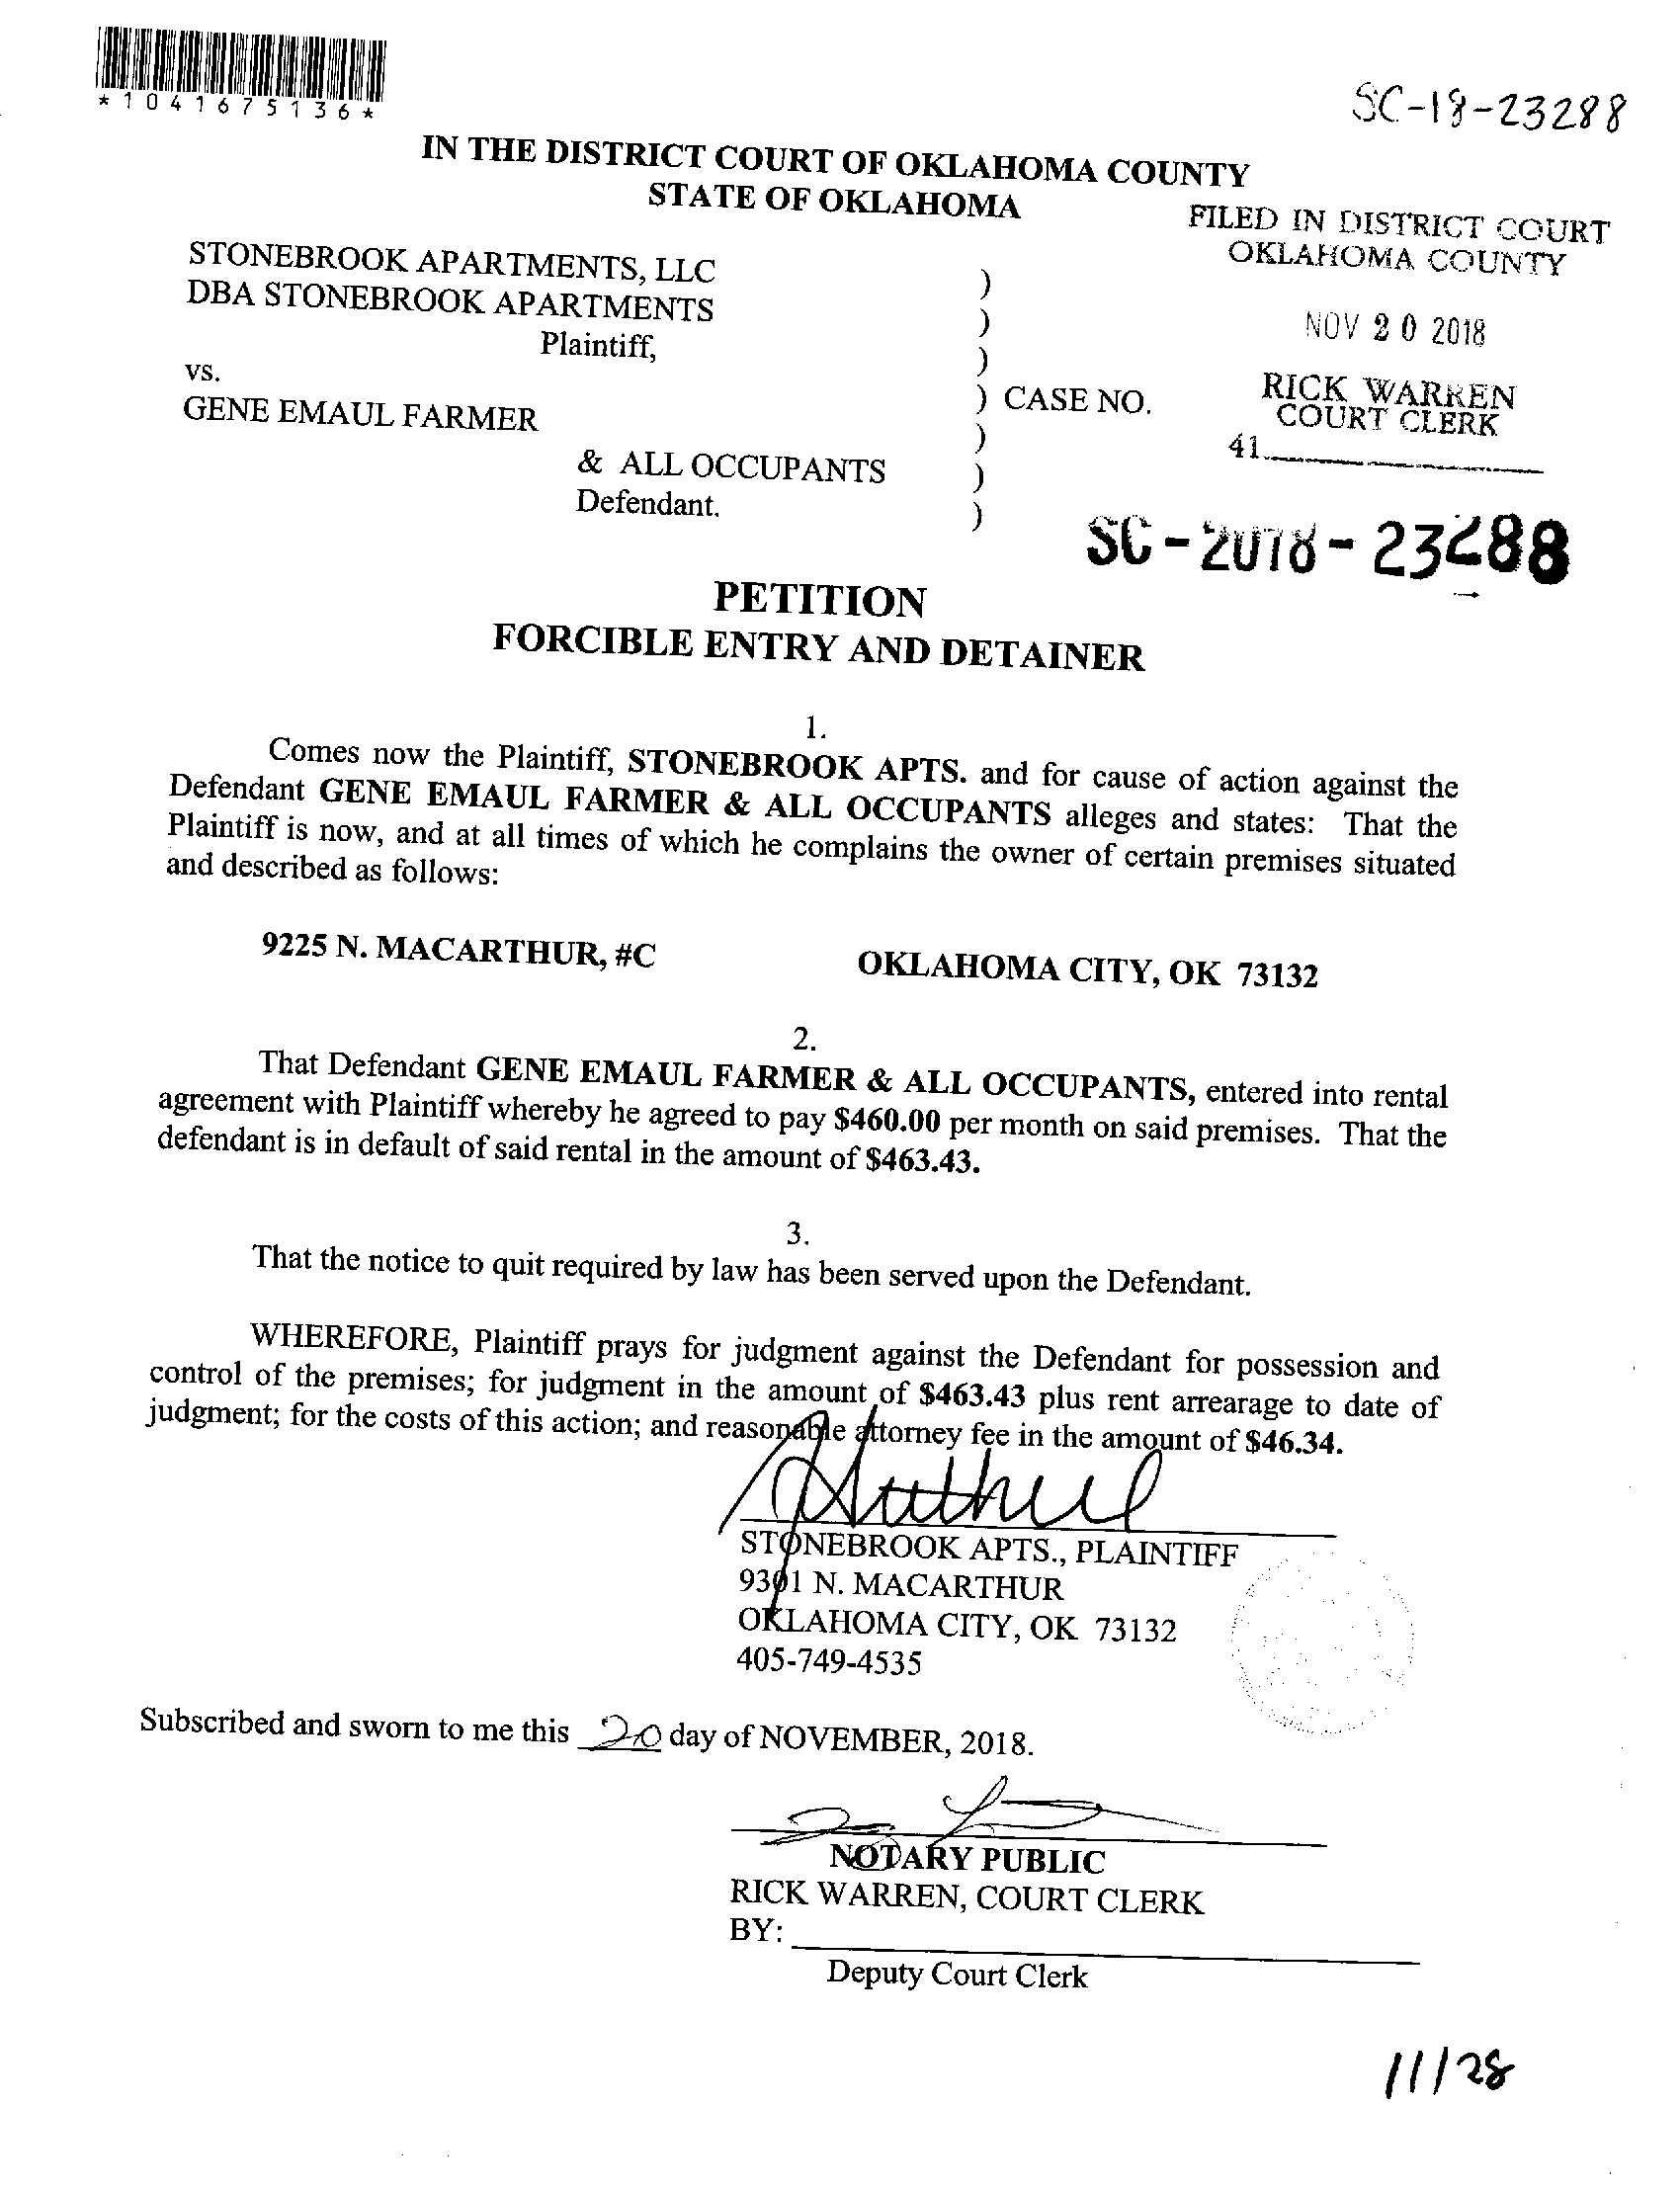 *1041675136*
SC-18-23288
IN THE DISTRICT COURT OF OKLAHOMA COUNTY
STATE OF OKLAHOMA
FILED IN DISTRICT COURT
OKLAHOMA COUNTY
STONEBROOK APARTMENTS, LLC )
DBA STONEBROOK APARTMENTS )
NOV 20 2018
Plaintiff, )
vs.
GENE EMAUL FARMER ) CASE NO.
RICK WARREN
COURT CLERK
)
41
& ALL OCCUPANTS )
Defendant. )
SC-2018-23288
PETITION
FORCIBLE ENTRY AND DETAINER
1.
Comes now the Plaintiff, STONEBROOK APTS. and for cause of action against the
Defendant GENE EMAUL FARMER & ALL OCCUPANTS alleges and states: That the
Plaintiff is now, and at all times of which he complains the owner of certain premises situated
and described as follows:
9225 N. MACARTHUR, #C OKLAHOMA CITY, OK 73132
2.
That Defendant GENE EMAUL FARMER & ALL OCCUPANTS, entered into rental
agreement with Plaintiff whereby he agreed to pay $460.00 per month on said premises. That the
defendant is in default of said rental in the amount of $463.43.
3.
That the notice to quit required by law has been served upon the Defendant.
WHEREFORE, Plaintiff prays for judgment against the Defendant for possession and
control of the premises; for judgment in the amount of $463.43 plus rent arrearage to date of
judgment; for the costs of this action; and reasonable attorney fee in the amount of $46.34.
STONEBROOK APTS., PLAINTIFF
9301 N. MACARTHUR
OKLAHOMA CITY, OK 73132
405-749-4535
Subscribed and sworn to me this 20 day of NOVEMBER, 2018.
NOTARY PUBLIC
RICK WARREN, COURT CLERK
BY:
Deputy Court Clerk
11/28